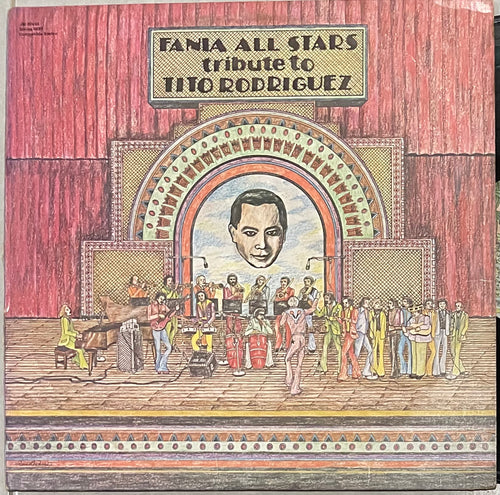 FANIA ALL STARS
tribute to
TITO RODRIGUEZ